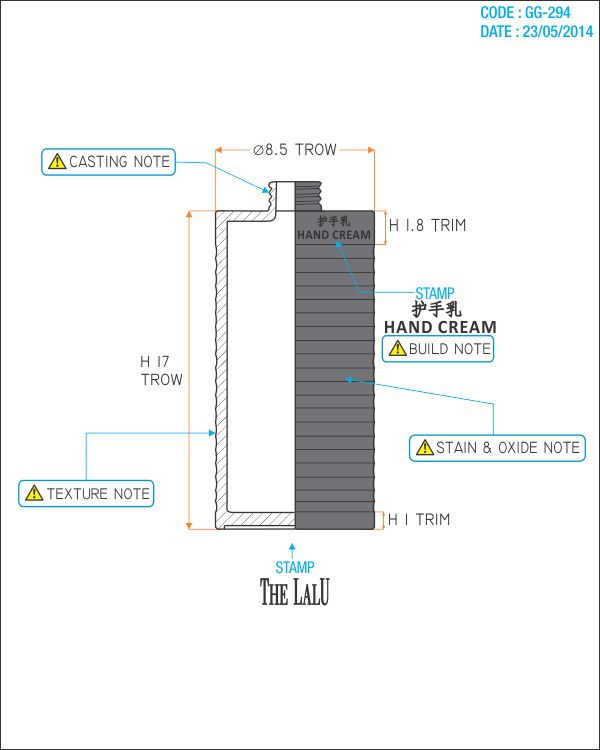 CODE : GG-294
DATE : 23/05/2014
Ø8.5 TROW
CASTING NOTE
护手乳
HAND CREAM
H 1.8 TRIM
STAMP
护手乳
HAND CREAM
BUILD NOTE
H 17
TROW
STAIN & OXIDE NOTE
TEXTURE NOTE
H 1 TRIM
STAMP
THE LALU